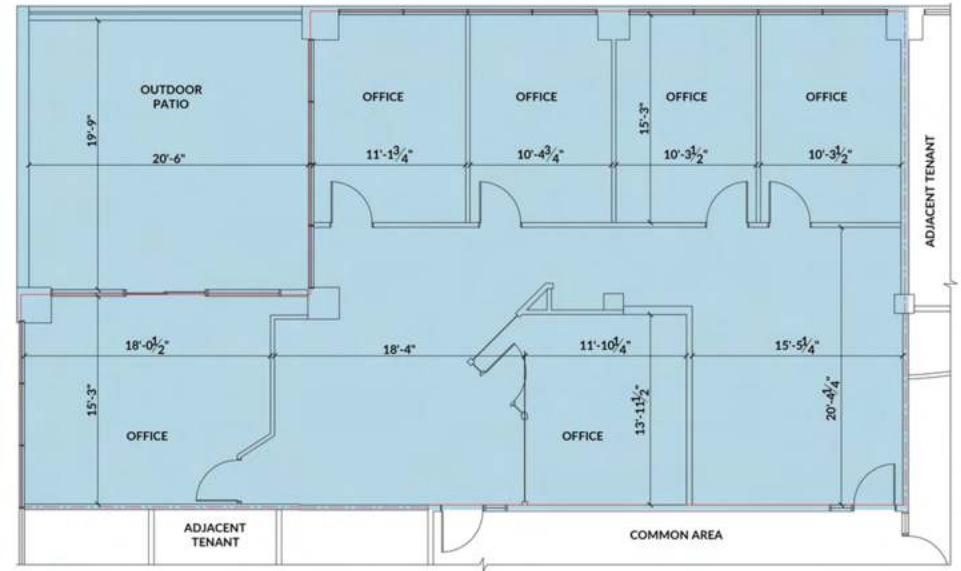 OUTDOOR
PATIO
OFFICE
OFFICE
OFFICE
OFFICE
19'-9"
15'-3"
20'-6"
11'-1¾"
10'-4¾"
10'-3½"
10'-3½"
ADJACENT TENANT
18'-0½"
18'-4"
11'-10¼"
15'-5¼"
15'-3"
13'-11½"
20'-4¼"
OFFICE
OFFICE
ADJACENT
TENANT
COMMON AREA